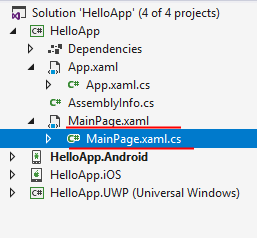 Solution 'HelloApp' (4 of 4 projects)
HelloApp
Dependencies
App.xaml
App.xaml.cs
AssemblyInfo.cs
MainPage.xaml
MainPage.xaml.cs
HelloApp.Android
HelloApp.iOS
HelloApp.UWP (Universal Windows)